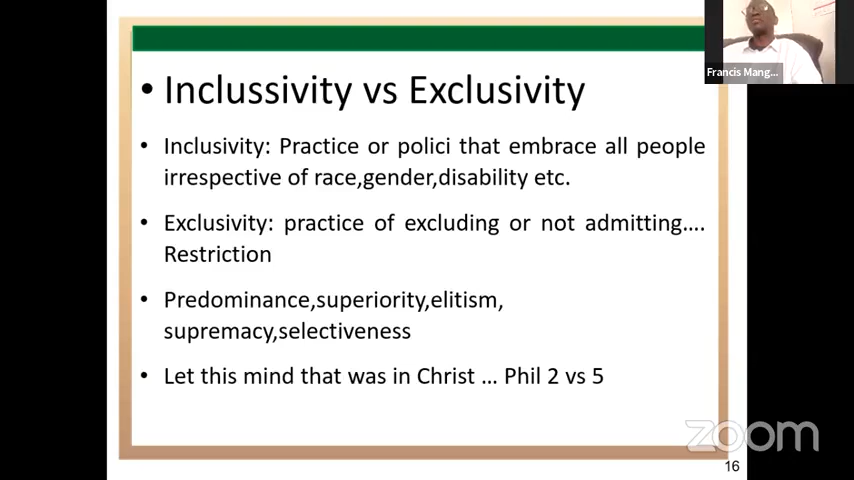 • Inclussivity vs Exclusivity
• Inclusivity: Practice or polici that embrace all people
irrespective of race,gender,disability etc.
• Exclusivity: practice of excluding or not admitting....
Restriction
• Predominance,superiority,elitism,
supremacy,selectiveness
• Let this mind that was in Christ ... Phil 2 vs 5
Francis Mang...
zoom
16